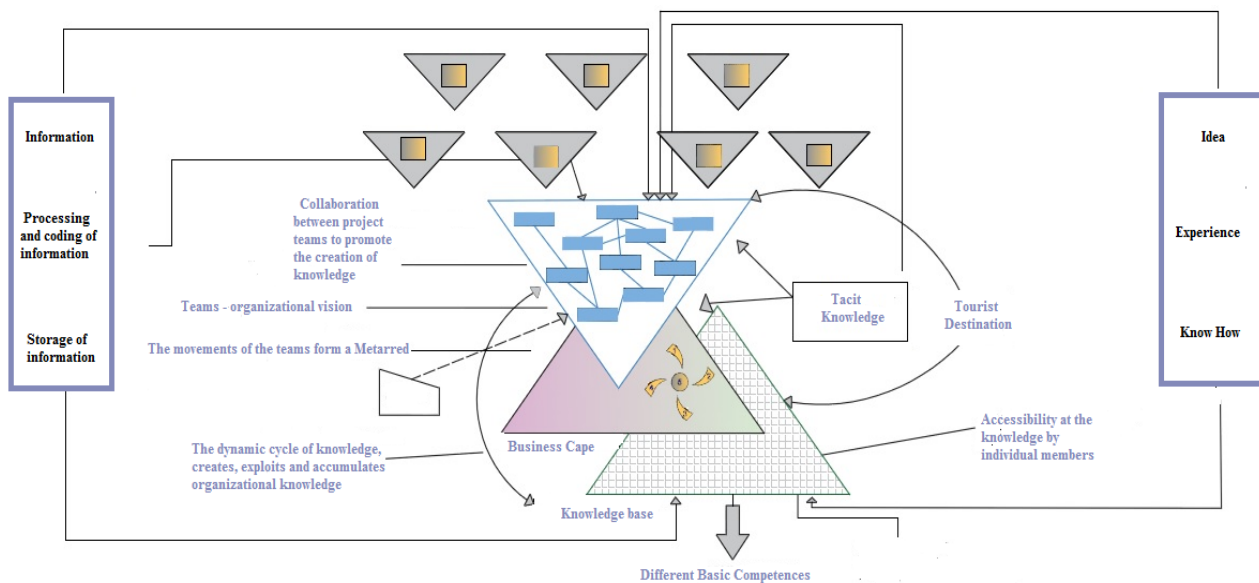 Information
Processing
and coding of
information
Storage of
information
Collaboration
between project
teams to promote
the creation of
knowledge
Teams - organizational vision
The movements of the teams form a Metarred
The dynamic cycle of knowledge,
creates, exploits and accumulates
organizational knowledge
Business Cape
Knowledge base
Different Basic Competences
Tacit
Knowledge
Tourist
Destination
Accessibility at the
knowledge by
individual members
Idea
Experience
Know How